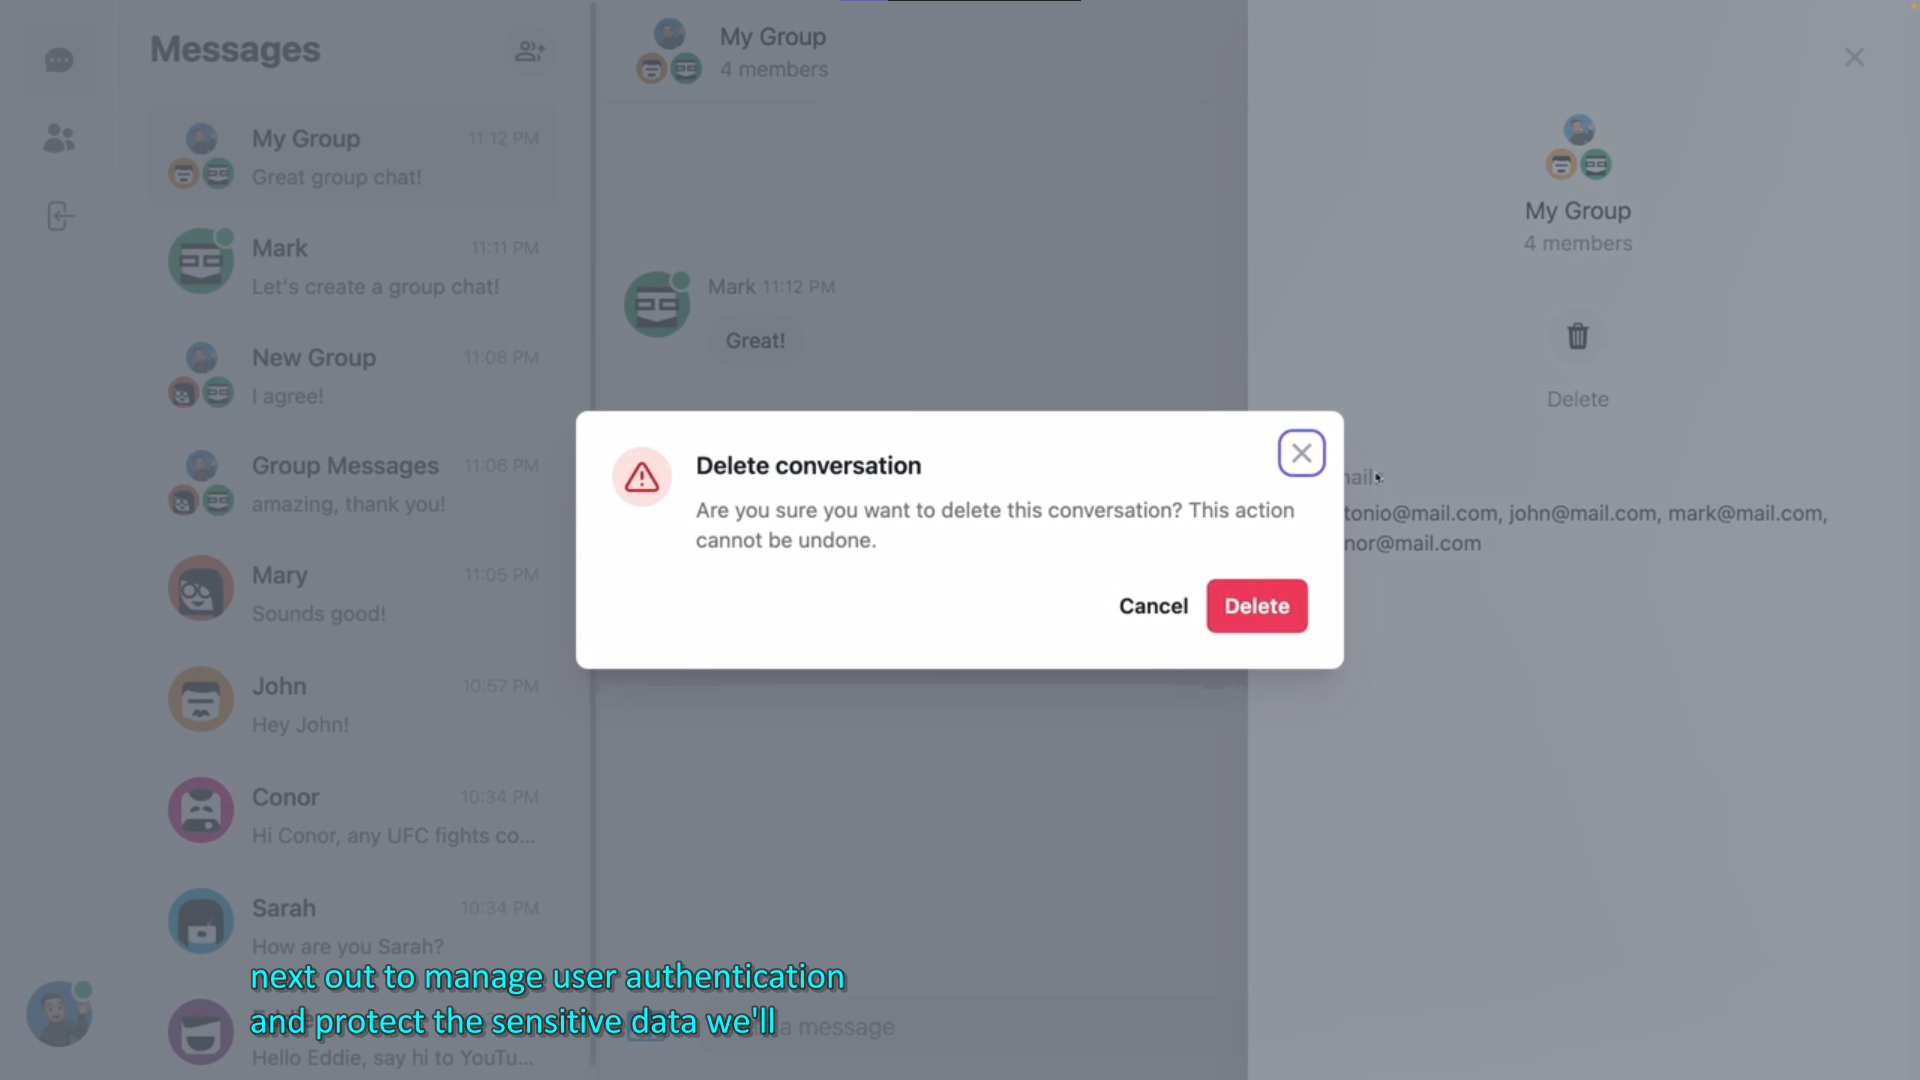 Messages
My Group 11:12 PM
Great group chat!
Mark 11:11 PM
Let's create a group chat!
New Group 11:08 PM
I agree!
Group Messages 11:06 PM
amazing, thank you!
Mary 11:05 PM
Sounds good!
John 10:57 PM
Hey John!
Conor 10:34 PM
Hi Conor, any UFC fights co...
Sarah 10:34 PM
How are you Sarah?
Hello Eddie, say hi to YouTu...
My Group
4 members
Mark 11:12 PM
Great!
a message
Delete conversation
Are you sure you want to delete this conversation? This action
cannot be undone.
Cancel Delete
My Group
4 members
Delete
mails
tonio@mail.com, john@mail.com, mark@mail.com,
nor@mail.com
next out to manage user authentication
and protect the sensitive data we'll